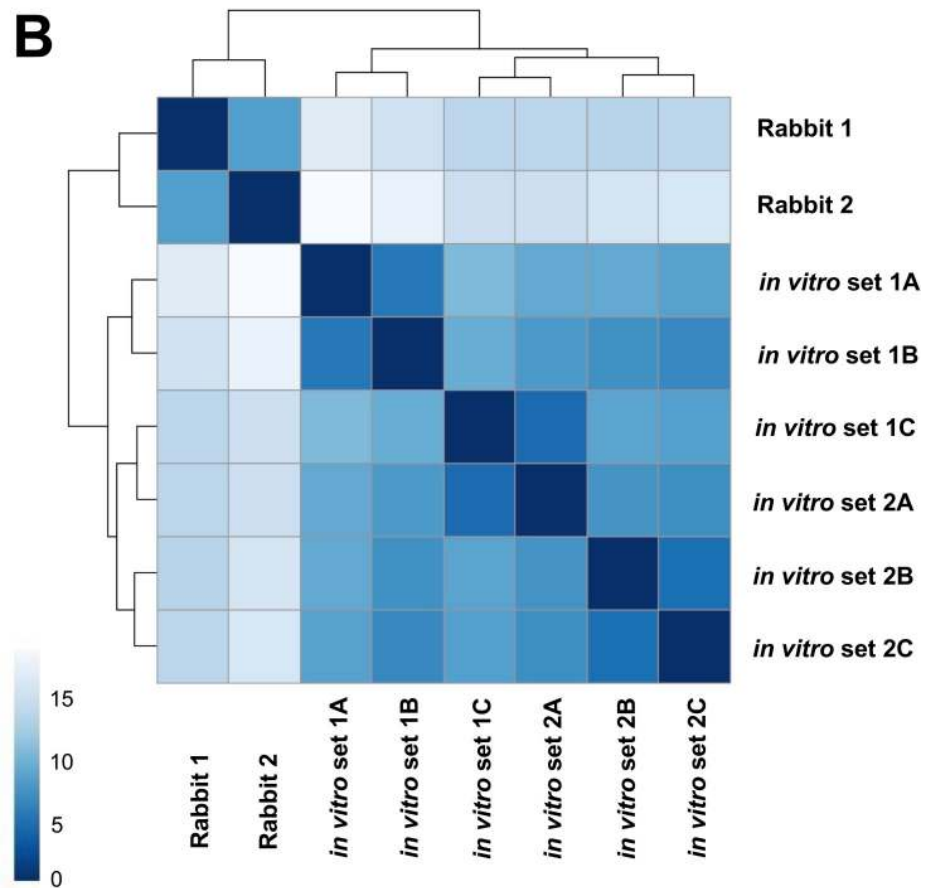 B
Rabbit 1
Rabbit 2
in vitro set 1A
in vitro set 1B
in vitro set 1C
in vitro set 2A
in vitro set 2B
in vitro set 2C
15
10
5
0
Rabbit 1
Rabbit 2
in vitro set 1A
in vitro set 1B
in vitro set 1C
in vitro set 2A
in vitro set 2B
in vitro set 2C